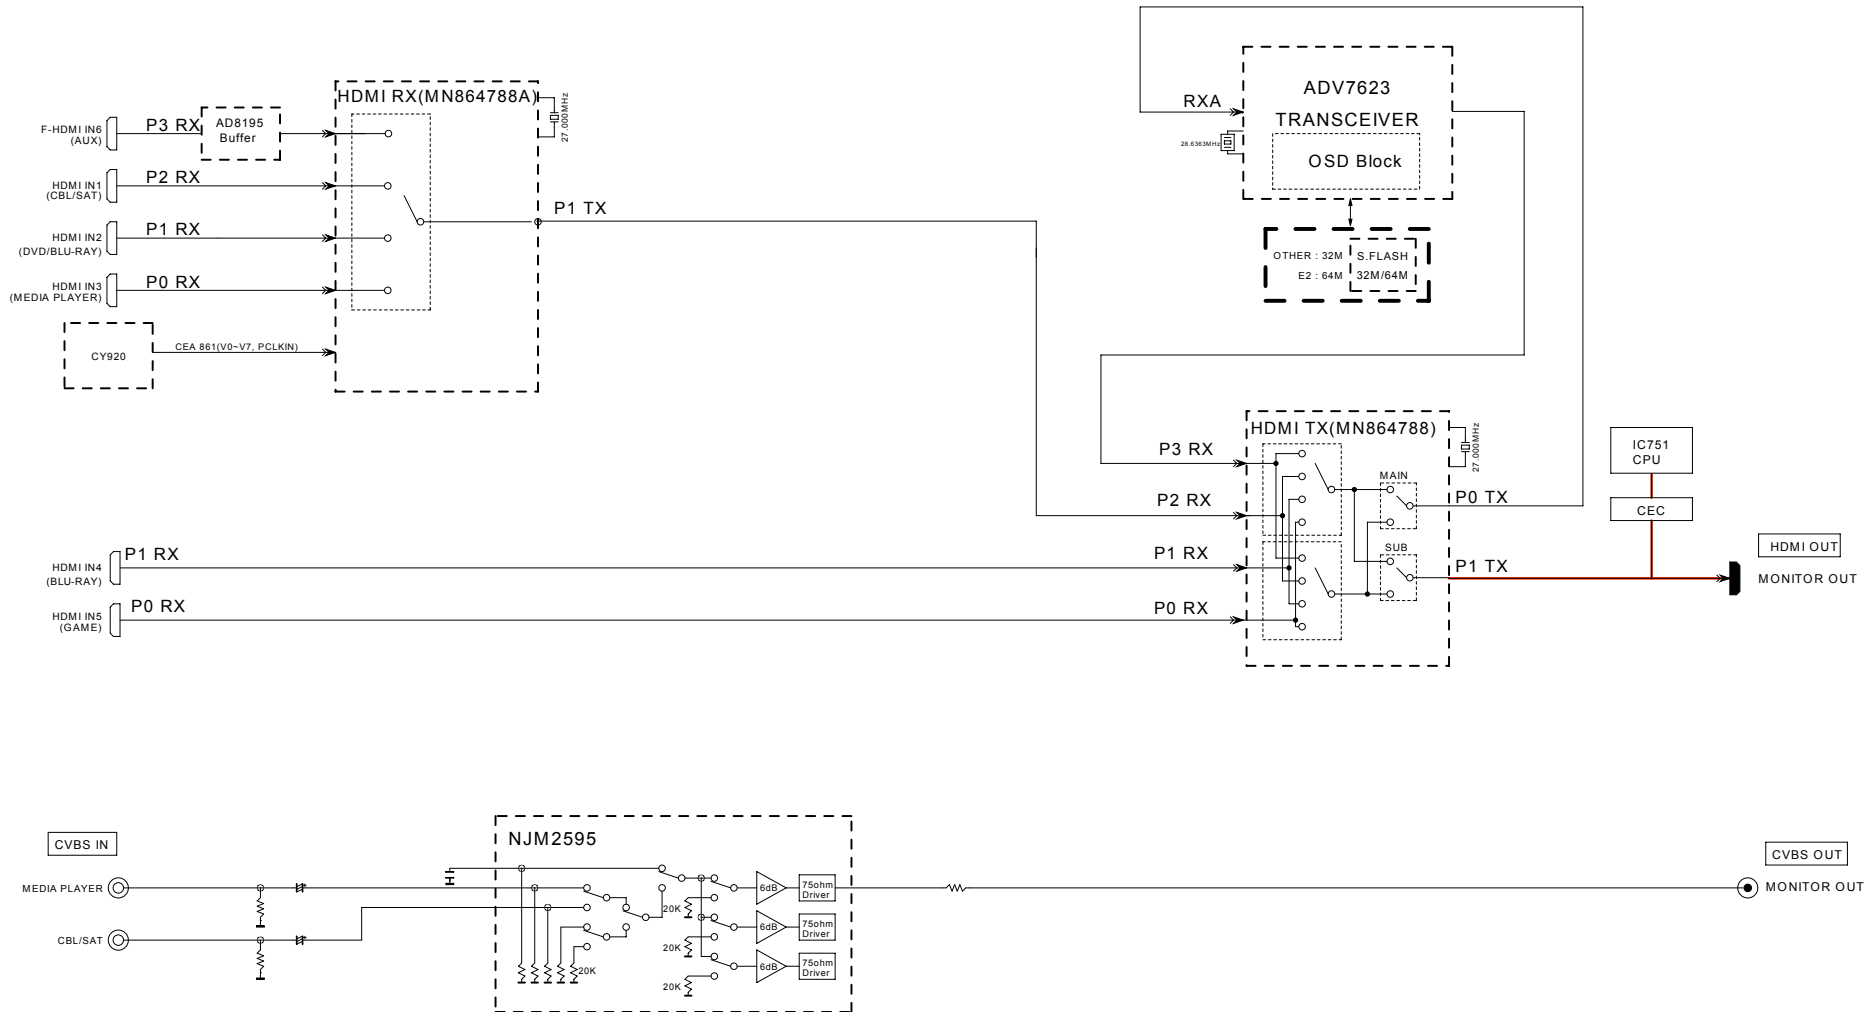 HDMI RX(MN864788A)
27.000MHz
F-HDMI IN6
(AUX)
P3 RX
AD8195
Buffer
HDMI IN1
(CBL/SAT)
P2 RX
HDMI IN2
(DVD/BLU-RAY)
P1 RX
HDMI IN3
(MEDIA PLAYER)
P0 RX
CY920
CEA 861(V0~V7, PCLKIN)
P1 TX
RXA
28.6363MHz
ADV7623
TRANSCEIVER
OSD Block
OTHER : 32M
E2 : 64M
S.FLASH
32M/64M
HDMI TX(MN864788)
27.000MHz
P3 RX
P2 RX
P1 RX
P0 RX
MAIN
SUB
P0 TX
P1 TX
IC751
CPU
CEC
HDMI OUT
MONITOR OUT
HDMI IN4
(BLU-RAY)
P1 RX
HDMI IN5
(GAME)
P0 RX
CVBS IN
MEDIA PLAYER
CBL/SAT
NJM2595
20K
20K
20K
20K
6dB
75ohm
Driver
6dB
75ohm
Driver
6dB
75ohm
Driver
CVBS OUT
MONITOR OUT